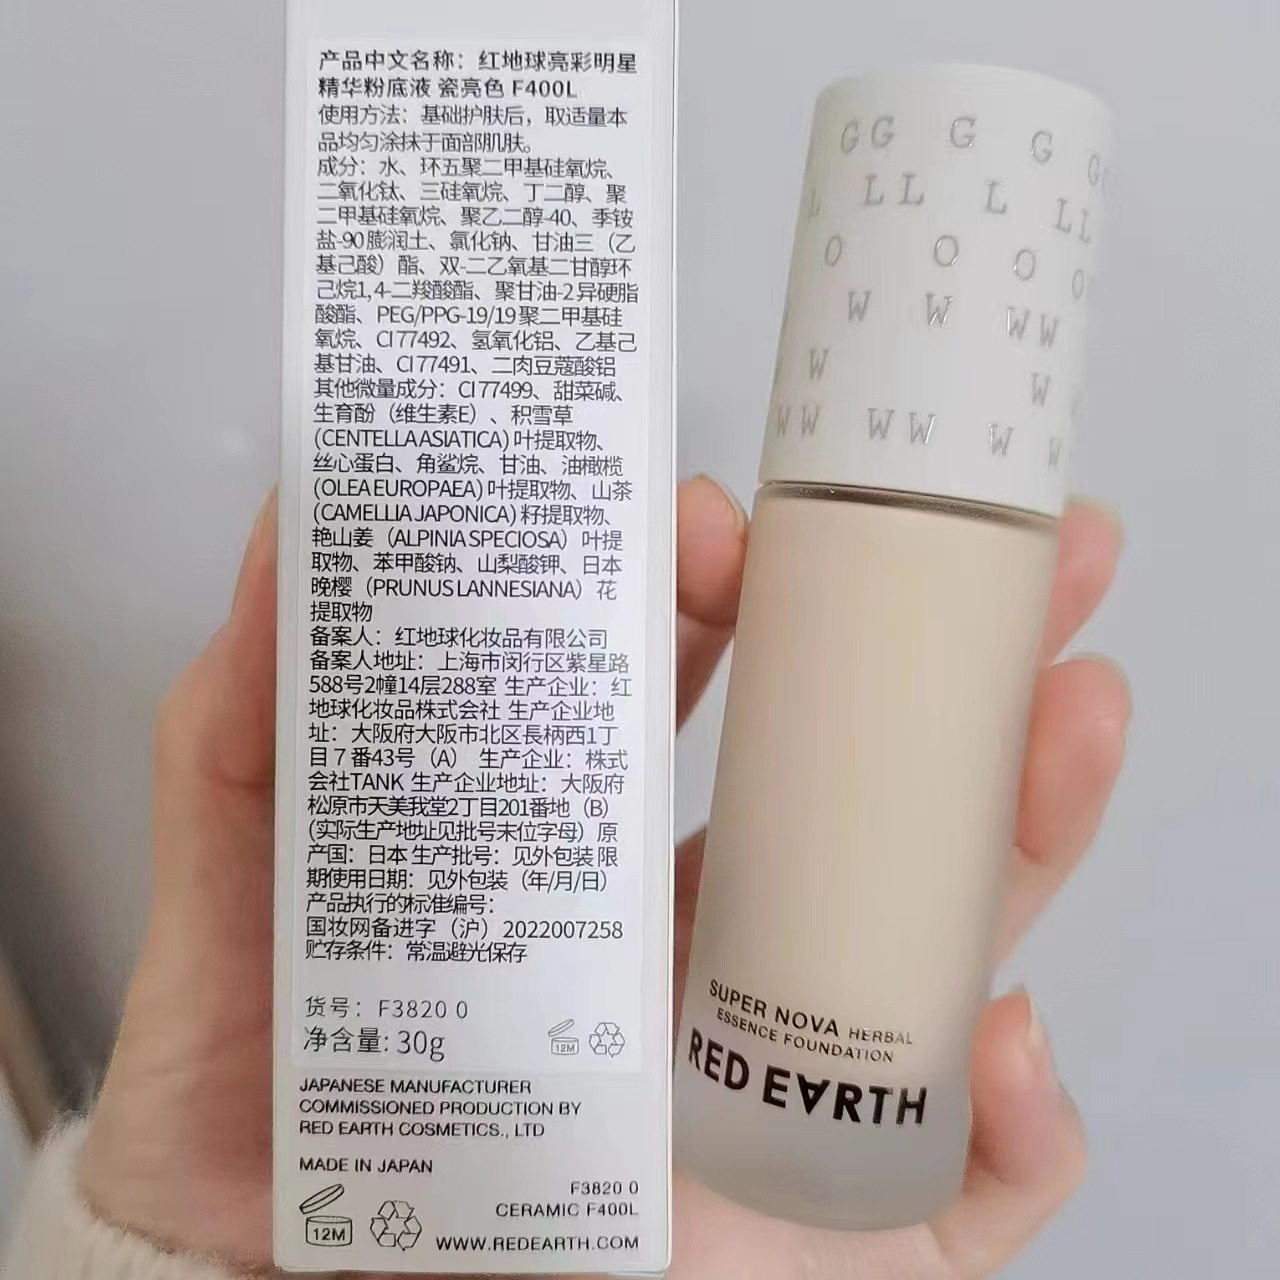 产品中文名称：红地球亮彩明星
精华粉底液 瓷亮色 F400L
使用方法：基础护肤后，取适量本
品均匀涂抹于面部肌肤。
成分：水、环五聚二甲基硅氧烷、
二氧化钛、三硅氧烷、丁二醇、聚
二甲基硅氧烷、聚乙二醇-40、季铵
盐-90膨润土、氯化钠、甘油三（乙
基己酸）酯、双-二乙氧基二甘醇环
己烷1,4-二羧酸酯、聚甘油-2异硬脂
酸酯、PEG/PPG-19/19聚二甲基硅
氧烷、CI 77492、氢氧化铝、乙基己
基甘油、CI 77491、二肉豆蔻酸铝
其他微量成分：CI 77499、甜菜碱、
生育酚（维生素E）、积雪草
(CENTELLA ASIATICA) 叶提取物、
丝心蛋白、角鲨烷、甘油、油橄榄
(OLEA EUROPAEA) 叶提取物、山茶
(CAMELLIA JAPONICA) 籽提取物、
艳山姜（ALPINIA SPECIOSA）叶提
取物、苯甲酸钠、山梨酸钾、日本
晚樱（PRUNUS LANNESIANA）花
提取物
备案人：红地球化妆品有限公司
备案人地址：上海市闵行区紫星路
588号2幢14层288室 生产企业：红
地球化妆品株式会社 生产企业地
址：大阪府大阪市北区長柄西1丁
目７番43号（A） 生产企业：株式
会社TANK 生产企业地址：大阪府
松原市天美我堂2丁目201番地（B）
(实际生产地址见批号末位字母）原
产国：日本 生产批号：见外包装 限
期使用日期：见外包装（年/月/日）
产品执行的标准编号：
国妆网备进字（沪）2022007258
贮存条件：常温避光保存
货号：F3820 0
净含量: 30g
12M
JAPANESE MANUFACTURER
COMMISSIONED PRODUCTION BY
RED EARTH COSMETICS., LTD
MADE IN JAPAN
F3820 0
CERAMIC F400L
12M
WWW.REDEARTH.COM
GG G G G
L LL L LL
O O O O
W W WW
W W
WW WW W W
SUPER NOVA HERBAL
ESSENCE FOUNDATION
RED EARTH